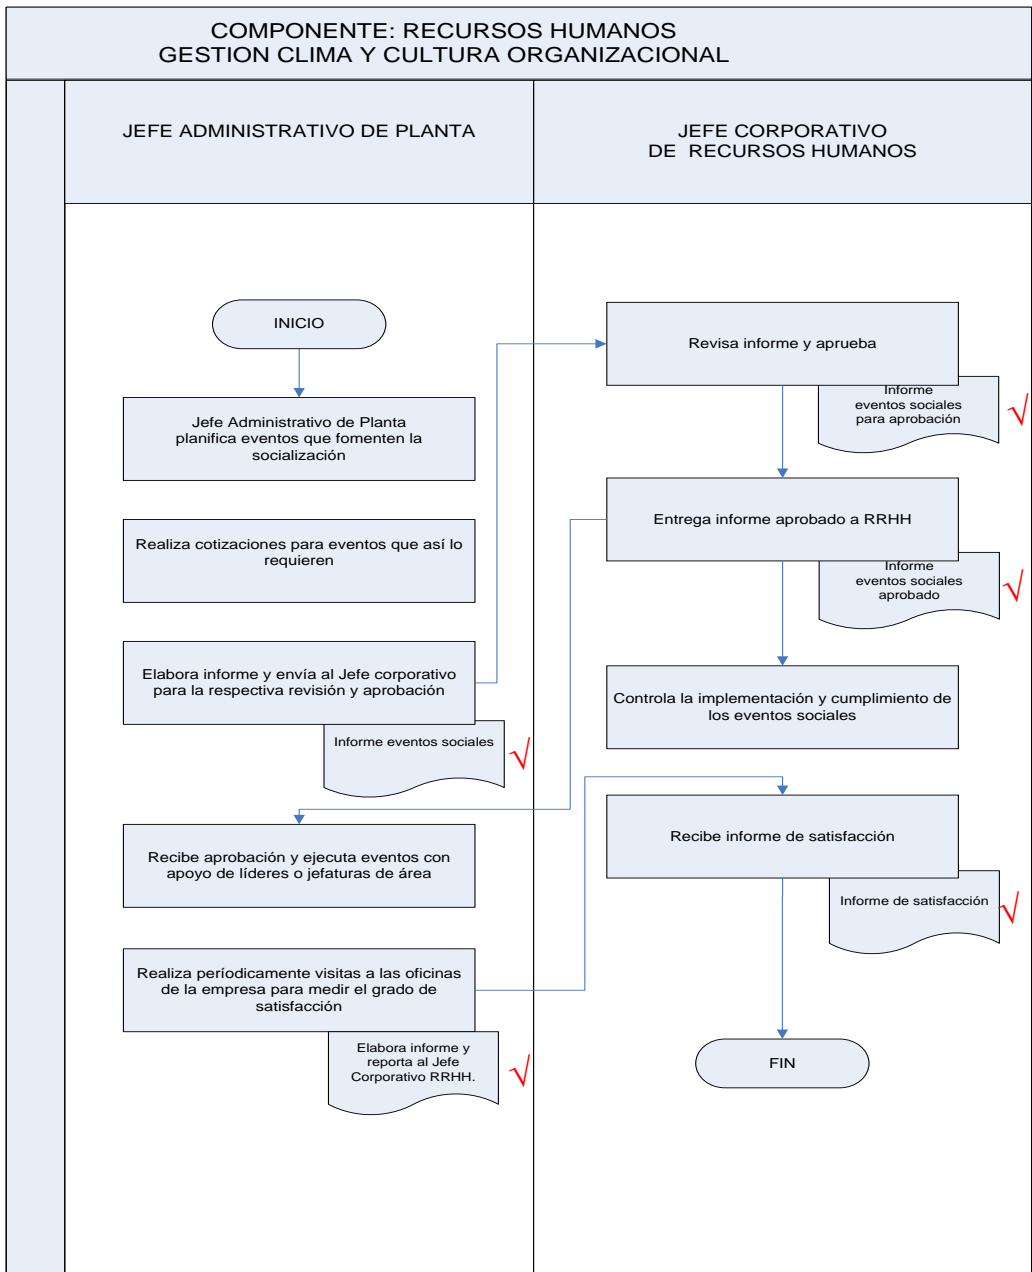 COMPONENTE: RECURSOS HUMANOS
GESTION CLIMA Y CULTURA ORGANIZACIONAL
JEFE ADMINISTRATIVO DE PLANTA
JEFE CORPORATIVO
DE RECURSOS HUMANOS
INICIO
Jefe Administrativo de Planta
planifica eventos que fomenten la
socialización
Realiza cotizaciones para eventos que así lo
requieren
Elabora informe y envía al Jefe corporativo
para la respectiva revisión y aprobación
Informe eventos sociales
Recibe aprobación y ejecuta eventos con
apoyo de líderes o jefaturas de área
Realiza períodicamente visitas a las oficinas
de la empresa para medir el grado de
satisfacción
Elabora informe y
reporta al Jefe
Corporativo RRHH.
Revisa informe y aprueba
Informe
eventos sociales
para aprobación
Entrega informe aprobado a RRHH
Informe
eventos sociales
aprobado
Controla la implementación y cumplimiento de
los eventos sociales
Recibe informe de satisfacción
Informe de satisfacción
FIN